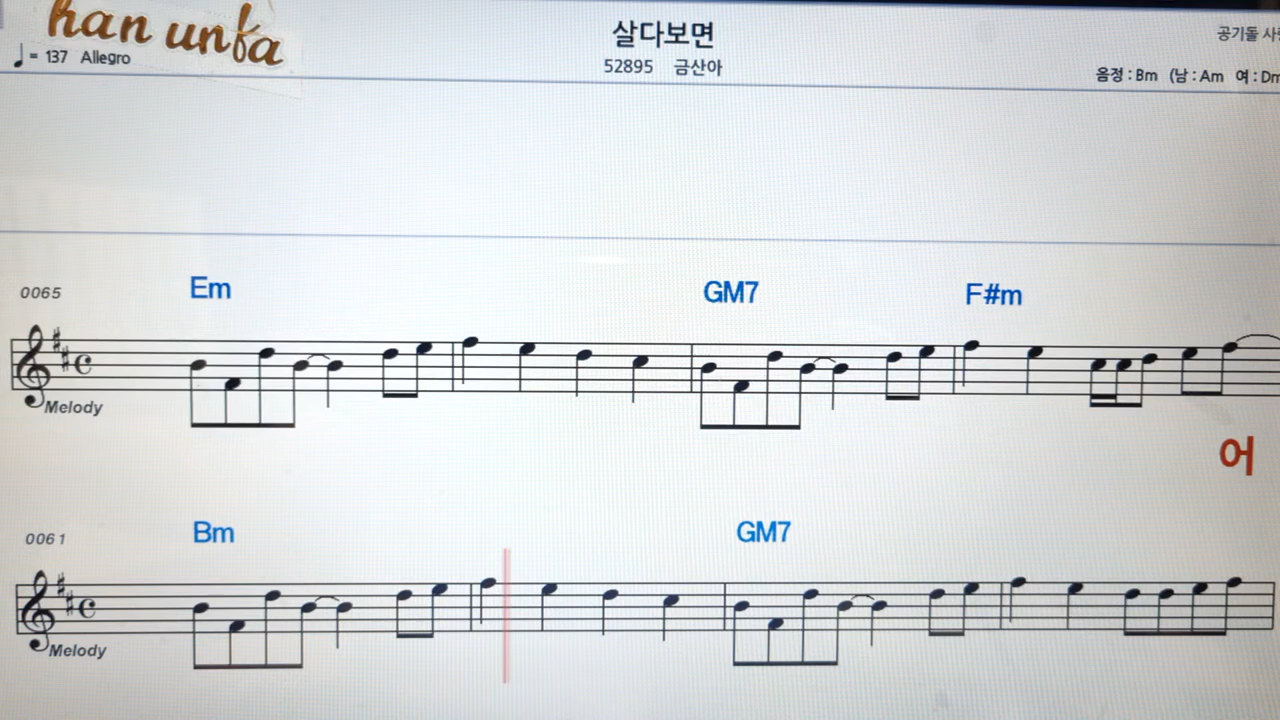 han unfa
♩= 137 Allegro
살다보면
52895 금산아
공기돌
음정 : Bm (남 : Am 여 : Dm
0065
Em GM7 F#m
Melody
어
0061
Bm GM7
Melody